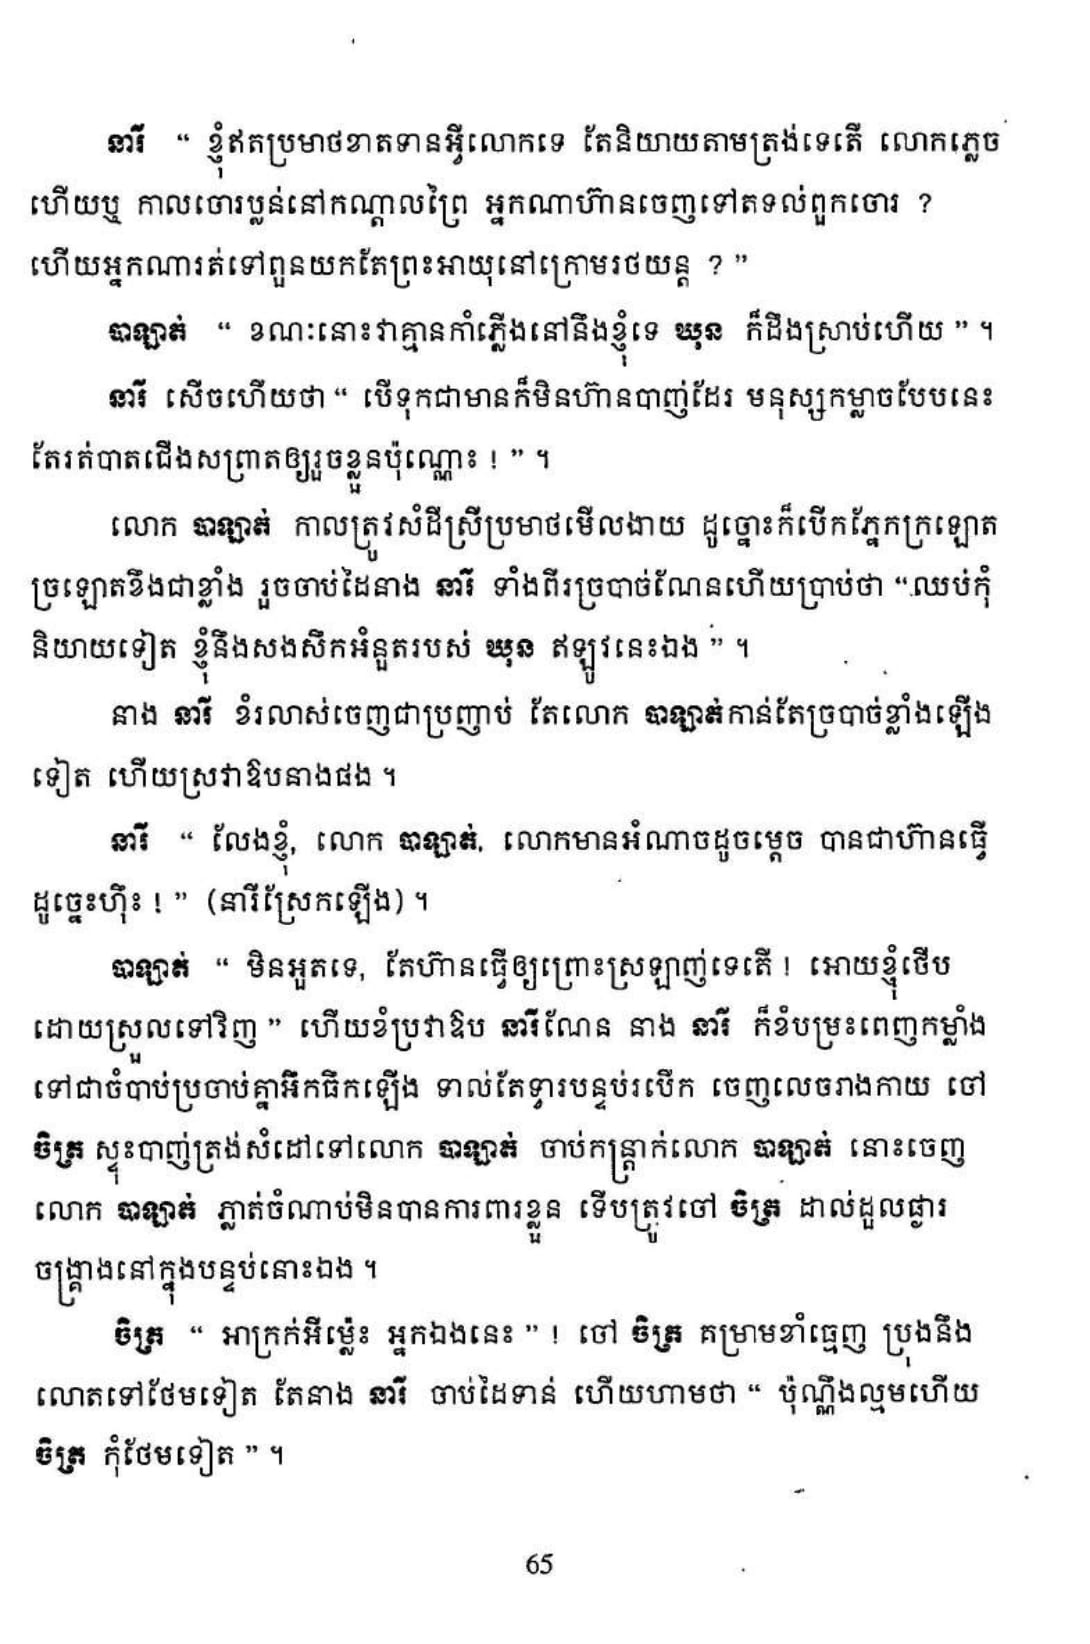 នារី “ ខ្ញុំឥតប្រមាថខាតទានអ្វីលោកទេ តែនិយាយតាមត្រង់ទេតើ លោកភ្លេច
ហើយឬ កាលចោរប្លន់នៅកណ្ដាលព្រៃ អ្នកណាហ៊ានចេញទៅតទល់ពួកចោរ ?
ហើយអ្នកណារត់ទៅពួនយកតែព្រះអាយុនៅក្រោមរថយន្ត ? ”
បាឡាត់ “ ខណៈនោះវាគ្មានកាំភ្លើងនៅនឹងខ្ញុំទេ ឃុន ក៏ដឹងស្រាប់ហើយ ” ។
នារី សើចហើយថា “ បើទុកជាមានក៏មិនហ៊ានបាញ់ដែរ មនុស្សកម្លាចបែបនេះ
តែរត់បាតជើងសព្រាតឲ្យរួចខ្លួនប៉ុណ្ណោះ ! ” ។
លោក បាឡាត់ កាលត្រូវសំដីស្រីប្រមាថមើលងាយ ដូច្នោះក៏បើកភ្នែកក្រឡោត
ច្រឡោតខឹងជាខ្លាំង រួចចាប់ដៃនាង នារី ទាំងពីរច្របាច់ណែនហើយប្រាប់ថា “ ឈប់កុំ
និយាយទៀត ខ្ញុំនឹងសងសឹកអំនួតរបស់ ឃុន ឥឡូវនេះឯង ” ។
នាង នារី ខំរលាស់ចេញជាប្រញាប់ តែលោក បាឡាត់កាន់តែច្របាច់ខ្លាំងឡើង
ទៀត ហើយស្រវាឱបនាងផង ។
នារី “ លែងខ្ញុំ, លោក បាឡាត់, លោកមានអំណាចដូចម្ដេច បានជាហ៊ានធ្វើ
ដូច្នេះហ៊ឺះ ! ” (នារីស្រែកឡើង) ។
បាឡាត់ “ មិនអួតទេ, តែហ៊ានធ្វើឲ្យព្រោះស្រឡាញ់ទេតើ ! អោយខ្ញុំថើប
ដោយស្រួលទៅវិញ ” ហើយខំប្រវាឱប នារីណែន នាង នារី ក៏ខំបម្រះពេញកម្លាំង
ទៅជាចំបាប់ប្រចាប់គ្នាអឹកធឹកឡើង ទាល់តែទ្វារបន្ទប់របើក ចេញលេចរាងកាយ ចៅ
ចិត្រ ស្ទុះបាញ់ត្រង់សំដៅទៅលោក បាឡាត់ ចាប់កន្ត្រាក់លោក បាឡាត់ នោះចេញ
លោក បាឡាត់ ភ្លាត់ចំណាប់មិនបានការពារខ្លួន ទើបត្រូវចៅ ចិត្រ ដាល់ដួលផ្ងារ
ចង្គ្រាងនៅក្នុងបន្ទប់នោះឯង ។
ចិត្រ “ អាក្រក់អីម៉្លេះ អ្នកឯងនេះ ” ! ចៅ ចិត្រ គម្រាមខាំធ្មេញ ប្រុងនឹង
លោតទៅថែមទៀត តែនាង នារី ចាប់ដៃទាន់ ហើយហាមថា “ ប៉ុណ្ណឹងល្មមហើយ
ចិត្រ កុំថែមទៀត ” ។
65